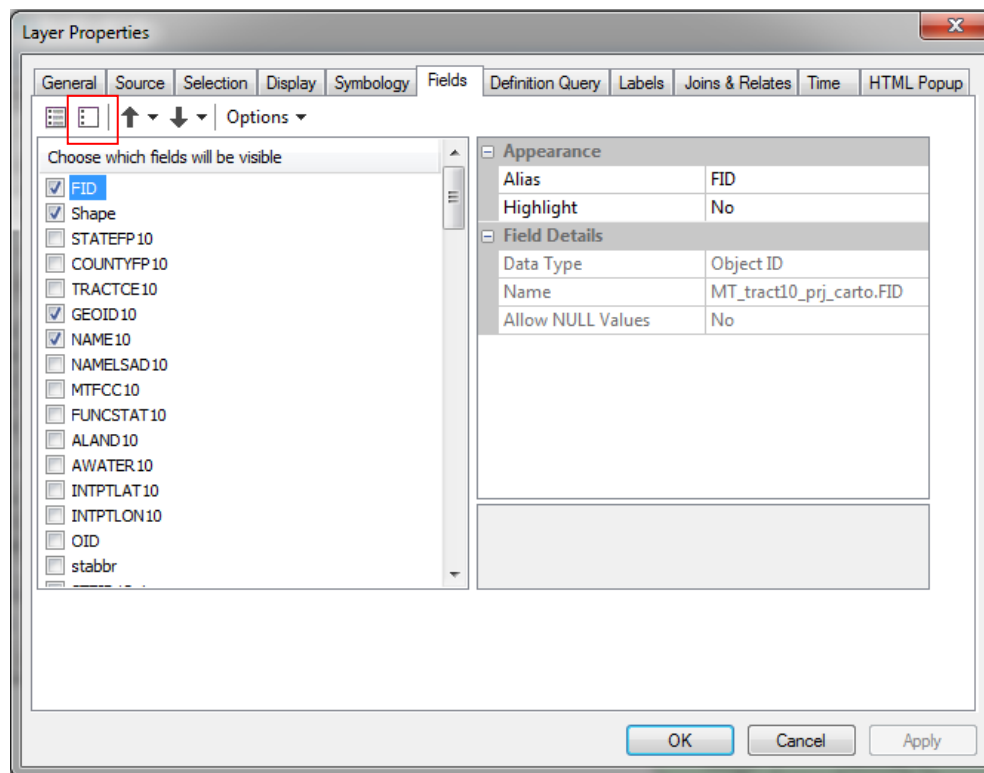 Layer Properties
General Source Selection Display Symbology Fields Definition Query Labels Joins & Relates Time HTML Popup
Options
Choose which fields will be visible
FID
Shape
STATEFP10
COUNTYFP10
TRACTCE10
GEOID10
NAME10
NAMELSAD10
MTFCC10
FUNCSTAT10
ALAND10
AWATER10
INTPTLAT10
INTPTLON10
OID
stabbr
Appearance
Alias FID
Highlight No
Field Details
Data Type Object ID
Name MT_tract10_prj_carto.FID
Allow NULL Values No
OK Cancel Apply